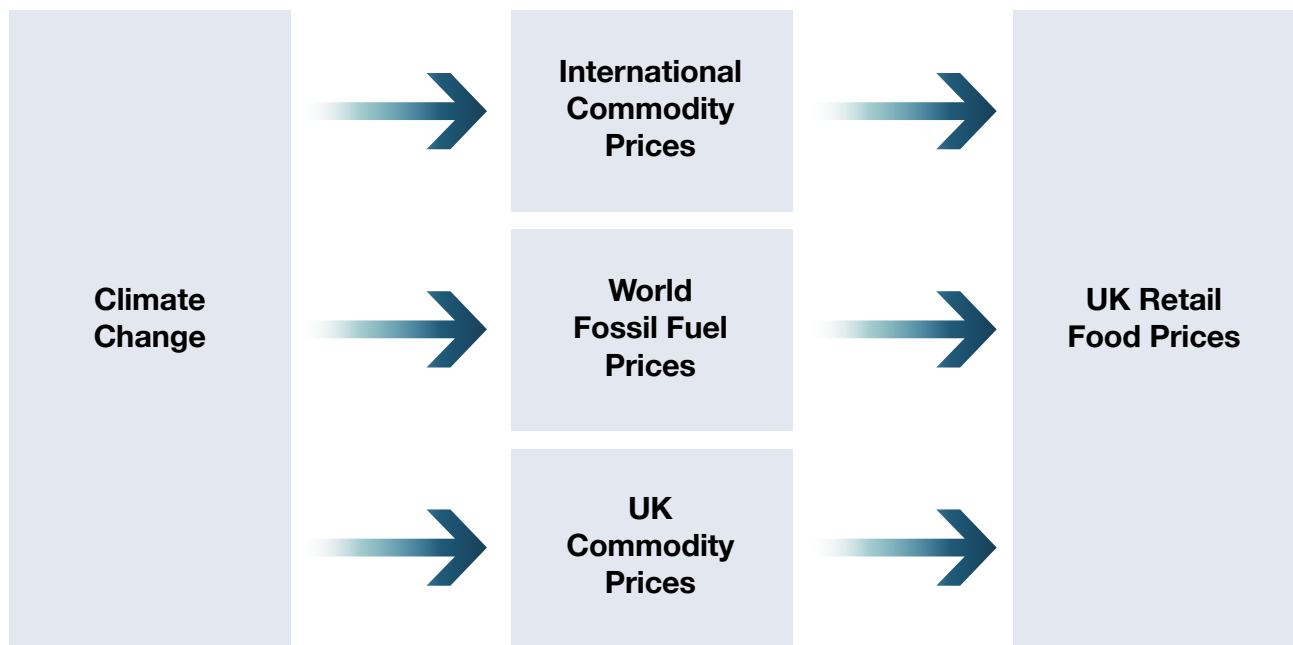 Climate
Change
International
Commodity
Prices
World
Fossil Fuel
Prices
UK
Commodity
Prices
UK Retail
Food Prices